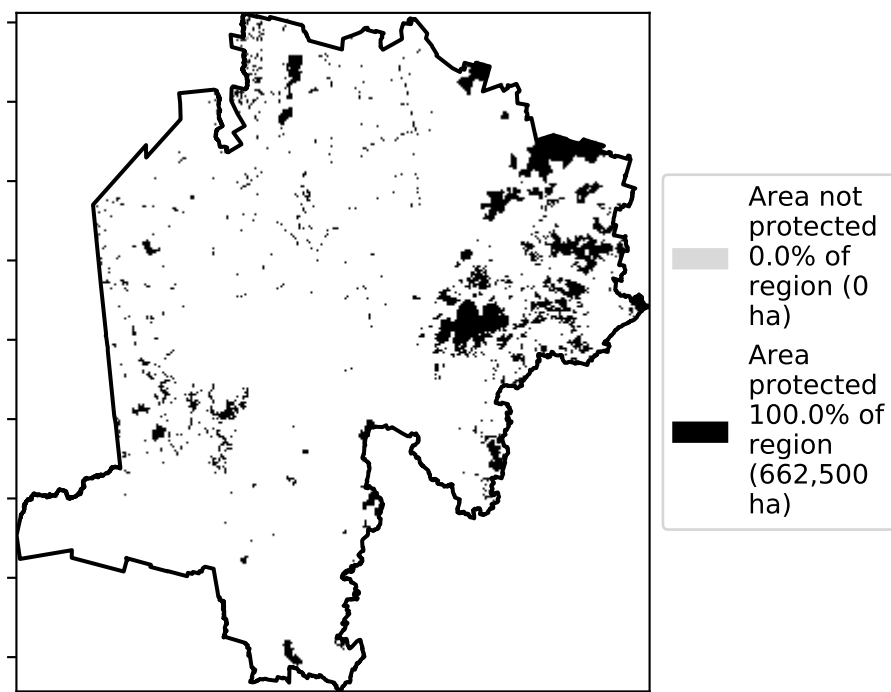 Area not
protected
0.0% of
region (0
ha)
Area
protected
100.0% of
region
(662,500
ha)